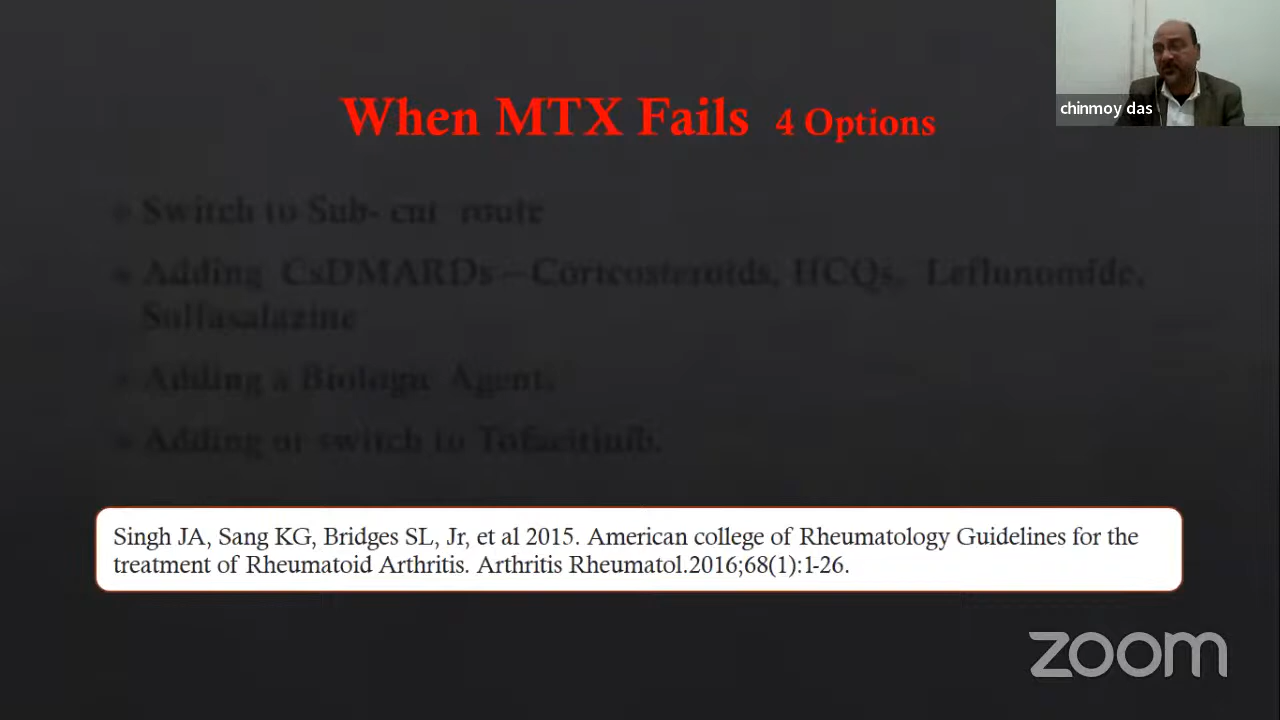 chinmoy das
When MTX Fails 4 Options
Switch to Sub- cut route
Adding CsDMARDs – Corticosteroids, HCQs, Leflunomide,
Sulfasalazine
Adding a Biologic Agent.
Adding or switch to Tofacitinib.
Singh JA, Sang KG, Bridges SL, Jr, et al 2015. American college of Rheumatology Guidelines for the
treatment of Rheumatoid Arthritis. Arthritis Rheumatol.2016;68(1):1-26.
zoom